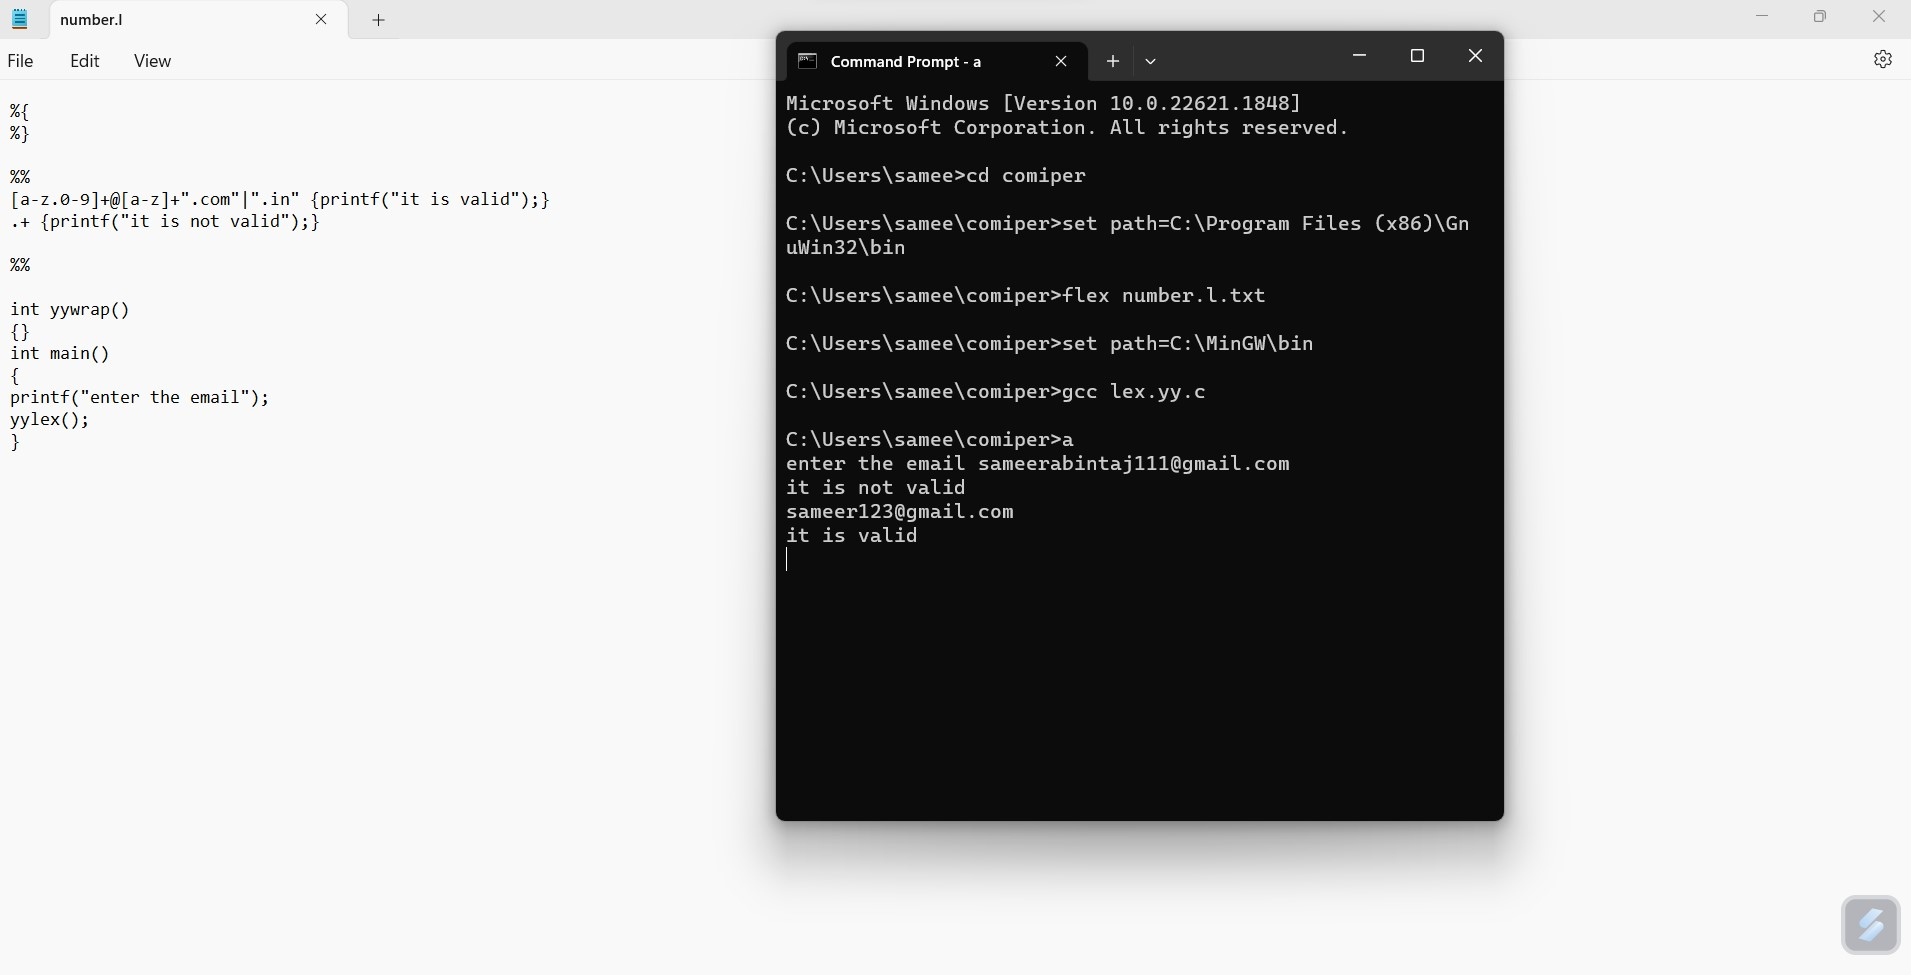 number.l
File Edit View
%{
%}
%%
[a-z.0-9]+@[a-z]+".com"|".in" {printf("it is valid");}
.+ {printf("it is not valid");}
%%
int yywrap()
{}
int main()
{
printf("enter the email");
yylex();
}
Command Prompt - a
Microsoft Windows [Version 10.0.22621.1848]
(c) Microsoft Corporation. All rights reserved.
C:\Users\samee>cd comiper
C:\Users\samee\comiper>set path=C:\Program Files (x86)\Gn
uWin32\bin
C:\Users\samee\comiper>flex number.l.txt
C:\Users\samee\comiper>set path=C:\MinGW\bin
C:\Users\samee\comiper>gcc lex.yy.c
C:\Users\samee\comiper>a
enter the email sameerabintaj111@gmail.com
it is not valid
sameer123@gmail.com
it is valid